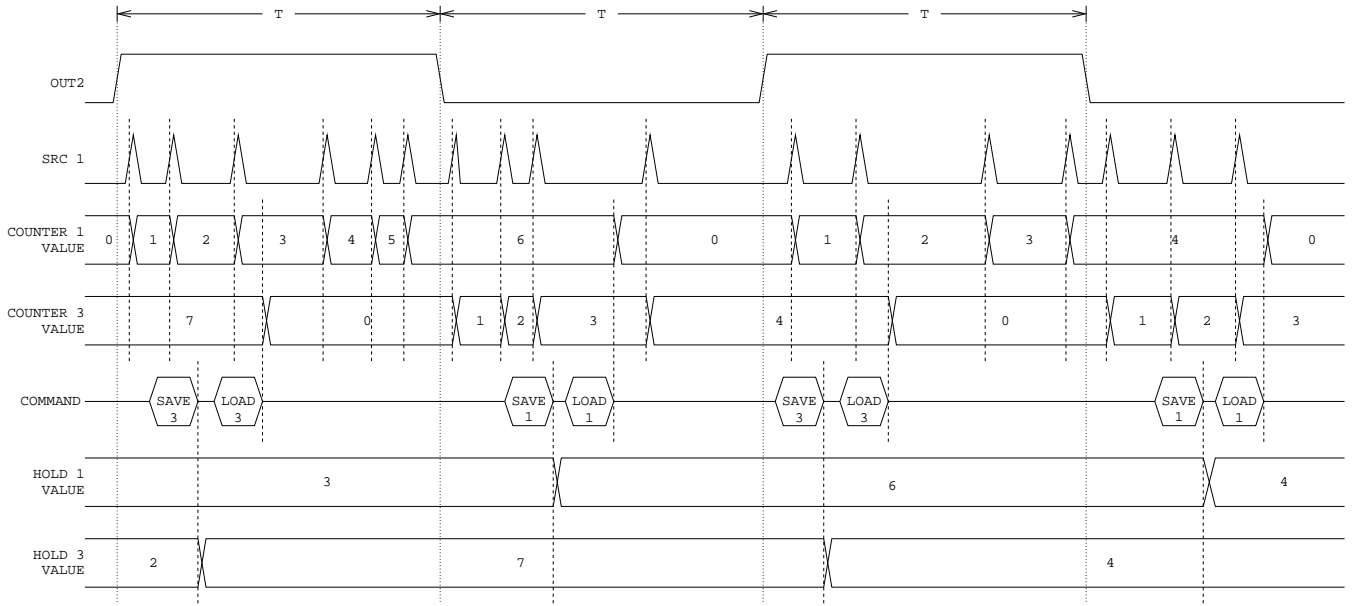 T T T
OUT2
SRC 1
COUNTER 1
VALUE
0 1 2 3 4 5 6 0 1 2 3 4 0
COUNTER 3
VALUE
7 0 1 2 3 4 0 1 2 3
COMMAND
SAVE 3 LOAD 3 SAVE 1 LOAD 1 SAVE 3 LOAD 3 SAVE 1 LOAD 1
HOLD 1
VALUE
3 6 4
HOLD 3
VALUE
2 7 4